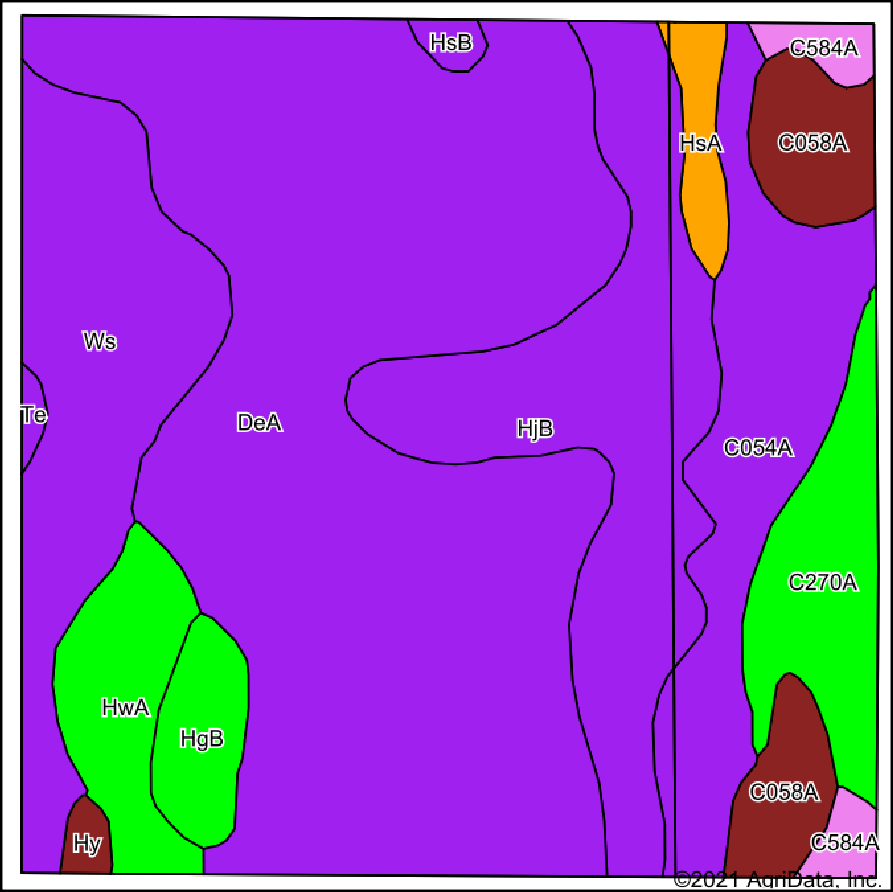 HsB
C584A
HsA
C058A
Ws
Te
DeA
HjB
C054A
C270A
HwA
HgB
C058A
Hy
C584A
©2021 AgriData, Inc.